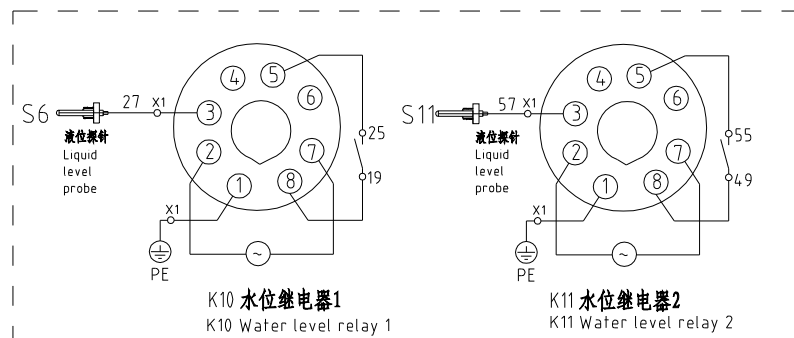 S6
27
X1
液位探针
Liquid
level
probe
4
5
3
6
2
7
1
8
25
19
X1
PE
~
K10 水位继电器1
K10 Water level relay 1
S11
57
X1
液位探针
Liquid
level
probe
4
5
3
6
2
7
1
8
55
49
X1
PE
~
K11 水位继电器2
K11 Water level relay 2